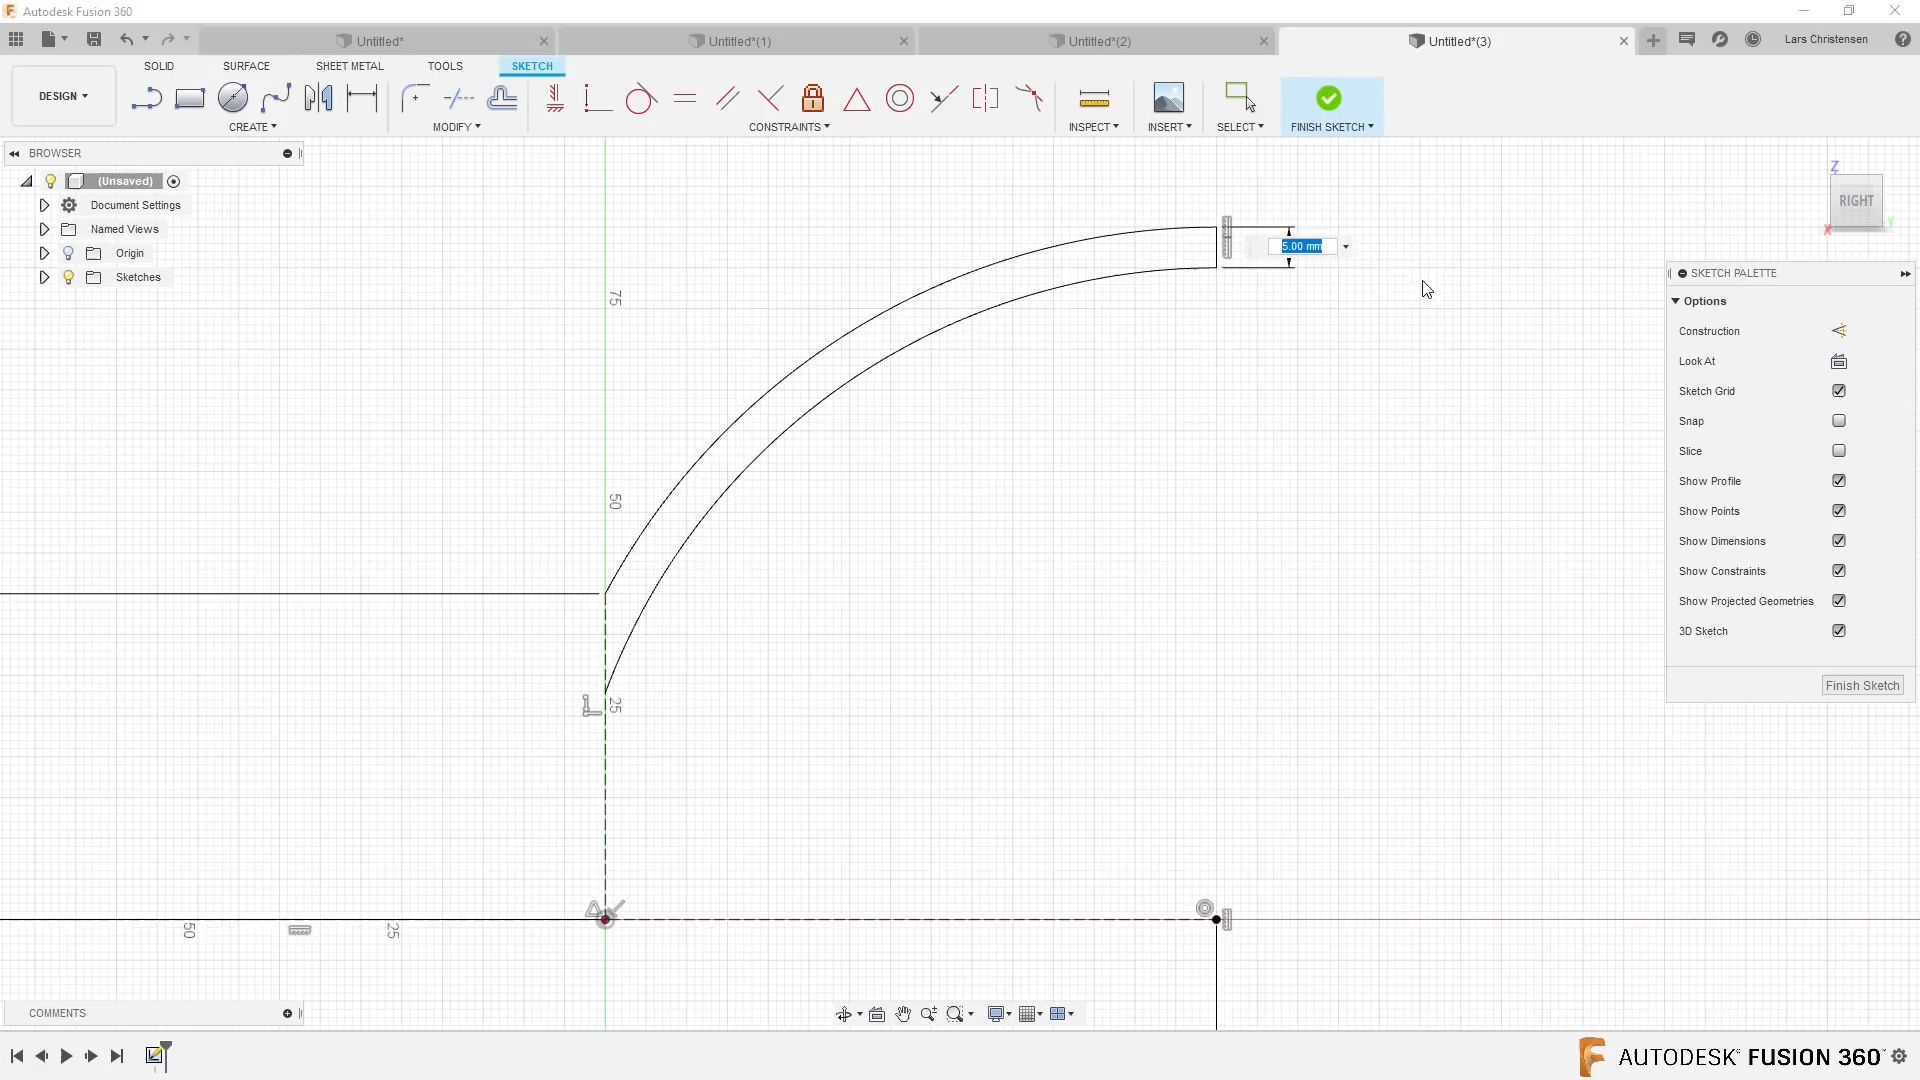 Autodesk Fusion 360
Untitled*
Untitled*(1)
Untitled*(2)
Untitled*(3)
Lars Christensen
SOLID
SURFACE
SHEET METAL
TOOLS
SKETCH
DESIGN
CREATE
MODIFY
CONSTRAINTS
INSPECT
INSERT
SELECT
FINISH SKETCH
BROWSER
(Unsaved)
Document Settings
Named Views
Origin
Sketches
Z
RIGHT
X
Y
5.00 mm
75
50
25
50
25
SKETCH PALETTE
Options
Construction
Look At
Sketch Grid
Snap
Slice
Show Profile
Show Points
Show Dimensions
Show Constraints
Show Projected Geometries
3D Sketch
Finish Sketch
COMMENTS
AUTODESK® FUSION 360™